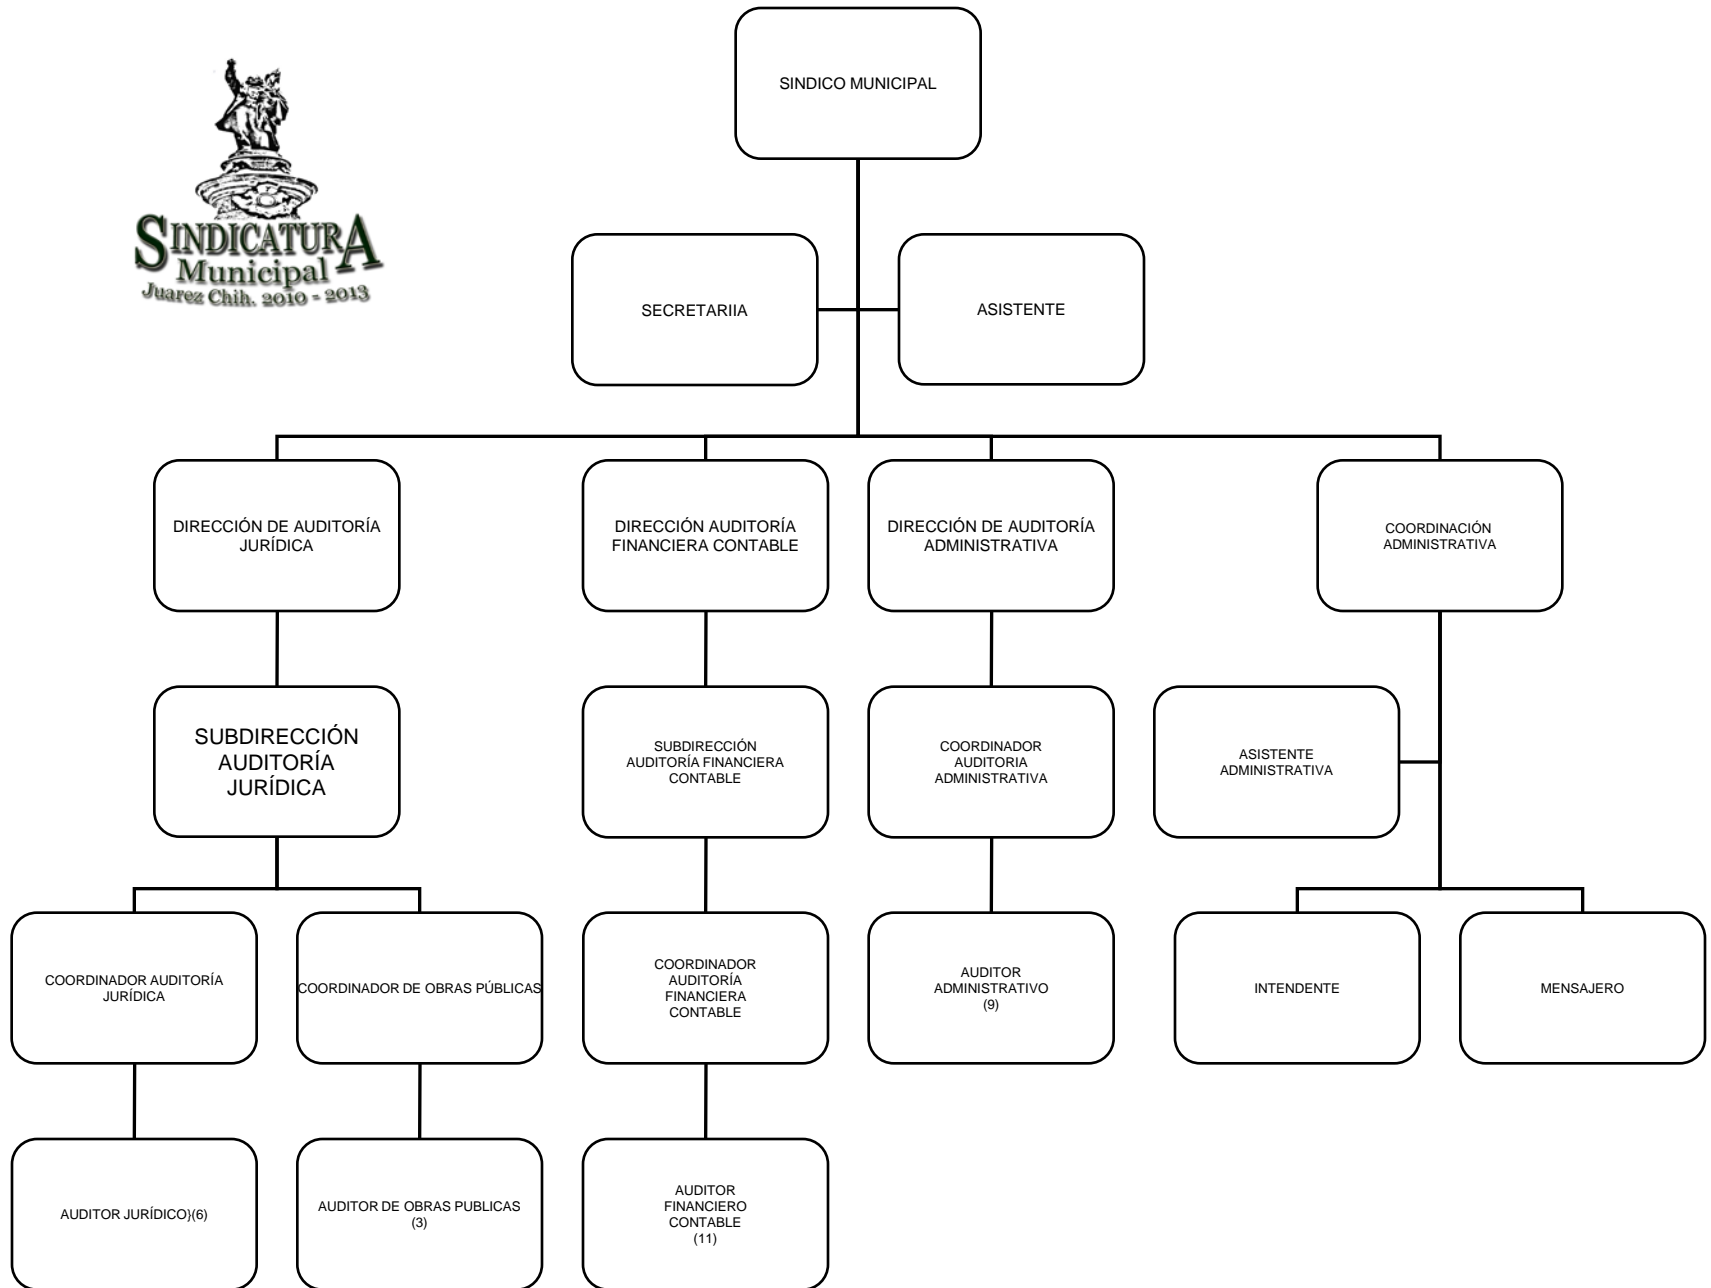 SINDICO MUNICIPAL
SINDICATURA
Municipal
Juarez Chih. 2010 - 2013
SECRETARIIA
ASISTENTE
DIRECCIÓN DE AUDITORÍA
JURÍDICA
DIRECCIÓN AUDITORÍA
FINANCIERA CONTABLE
DIRECCIÓN DE AUDITORÍA
ADMINISTRATIVA
COORDINACIÓN
ADMINISTRATIVA
SUBDIRECCIÓN
AUDITORÍA
JURÍDICA
SUBDIRECCIÓN
AUDITORÍA FINANCIERA
CONTABLE
COORDINADOR
AUDITORIA
ADMINISTRATIVA
ASISTENTE
ADMINISTRATIVA
COORDINADOR AUDITORÍA
JURÍDICA
COORDINADOR DE OBRAS PÚBLICAS
COORDINADOR
AUDITORÍA
FINANCIERA
CONTABLE
AUDITOR
ADMINISTRATIVO
(9)
INTENDENTE
MENSAJERO
AUDITOR JURÍDICO}(6)
AUDITOR DE OBRAS PUBLICAS
(3)
AUDITOR
FINANCIERO
CONTABLE
(11)